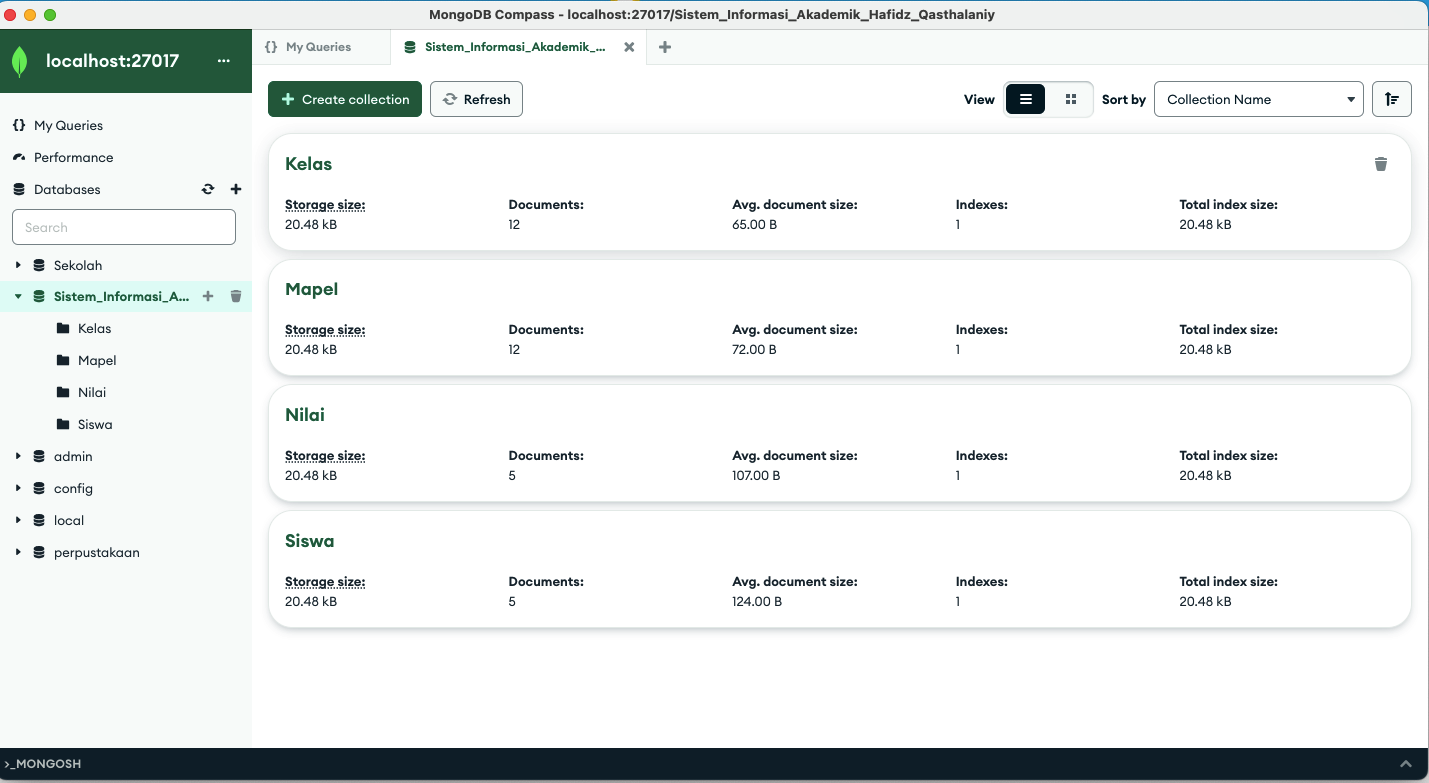 MongoDB Compass - localhost:27017/Sistem_Informasi_Akademik_Hafidz_Qasthalaniy
localhost:27017 ...
{} My Queries
Sistem_Informasi_Akademik_...
My Queries
Performance
Databases
Search
Sekolah
Sistem_Informasi_A...
Kelas
Mapel
Nilai
Siswa
admin
config
local
perpustakaan
Create collection
Refresh
View
Sort by
Collection Name
Kelas
Storage size: Documents: Avg. document size: Indexes: Total index size:
20.48 kB 12 65.00 B 1 20.48 kB
Mapel
Storage size: Documents: Avg. document size: Indexes: Total index size:
20.48 kB 12 72.00 B 1 20.48 kB
Nilai
Storage size: Documents: Avg. document size: Indexes: Total index size:
20.48 kB 5 107.00 B 1 20.48 kB
Siswa
Storage size: Documents: Avg. document size: Indexes: Total index size:
20.48 kB 5 124.00 B 1 20.48 kB
>_MONGOSH